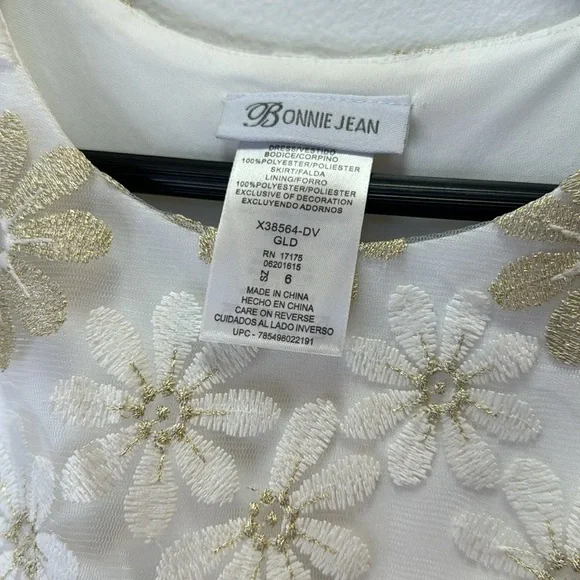 BONNIE JEAN
DRESS/VESTIDO
BODICE/CORPINO
100%POLYESTER/POLIESTER
SKIRT/FALDA
LINING/FORRO
100%POLYESTER/POLIESTER
EXCLUSIVE OF DECORATION
EXCLUYENDO ADORNOS
X38564-DV
GLD
RN 17175
06201615
SZ 6
MADE IN CHINA
HECHO EN CHINA
CARE ON REVERSE
CUIDADOS AL LADO INVERSO
UPC - 785498022191